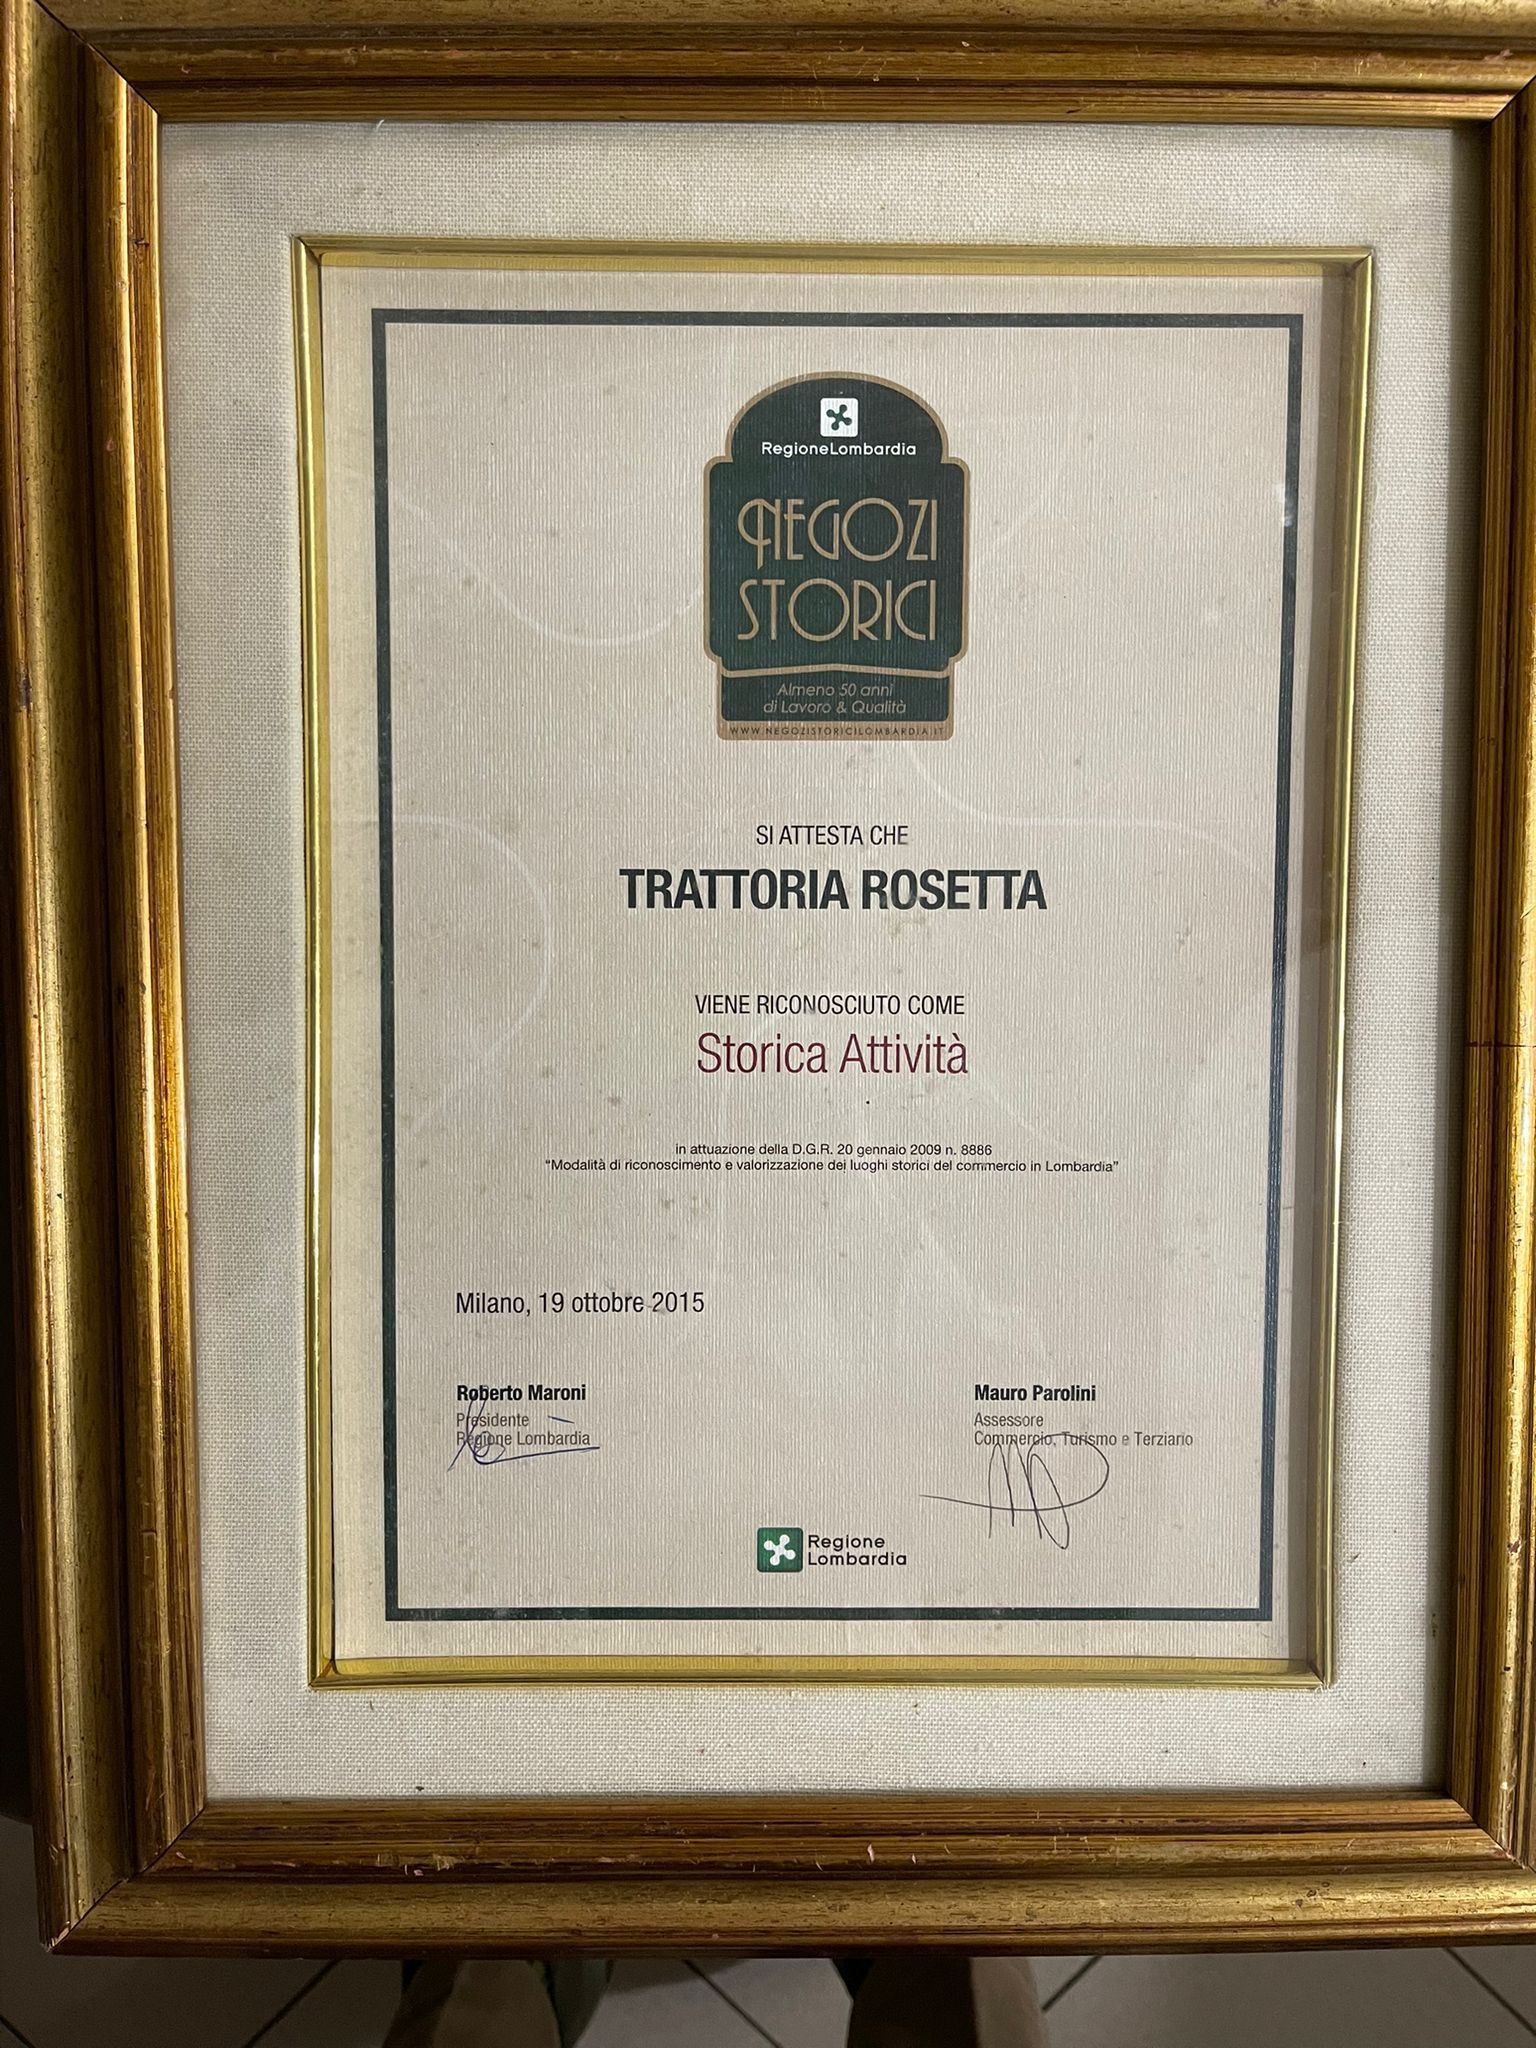 RegioneLombardia
NEGOZI
STORICI
Almeno 50 anni
di Lavoro & Qualità
WWW.NEGOZISTORICILOMBARDIA.IT
SI ATTESTA CHE
TRATTORIA ROSETTA
VIENE RICONOSCIUTO COME
Storica Attività
in attuazione della D.G.R. 20 gennaio 2009 n. 8886
“Modalità di riconoscimento e valorizzazione dei luoghi storici del commercio in Lombardia”
Milano, 19 ottobre 2015
Roberto Maroni
Presidente
Regione Lombardia
Mauro Parolini
Assessore
Commercio, Turismo e Terziario
Regione
Lombardia